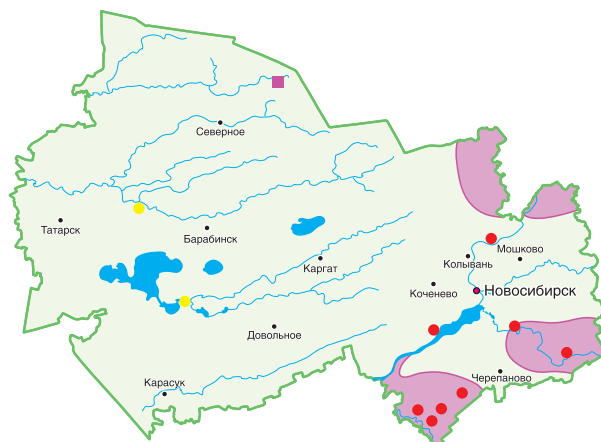 Северное
Татарск
Барабинск
Мошково
Колывань
Каргат
Коченево
Новосибирск
Довольное
Черепаново
Карасук